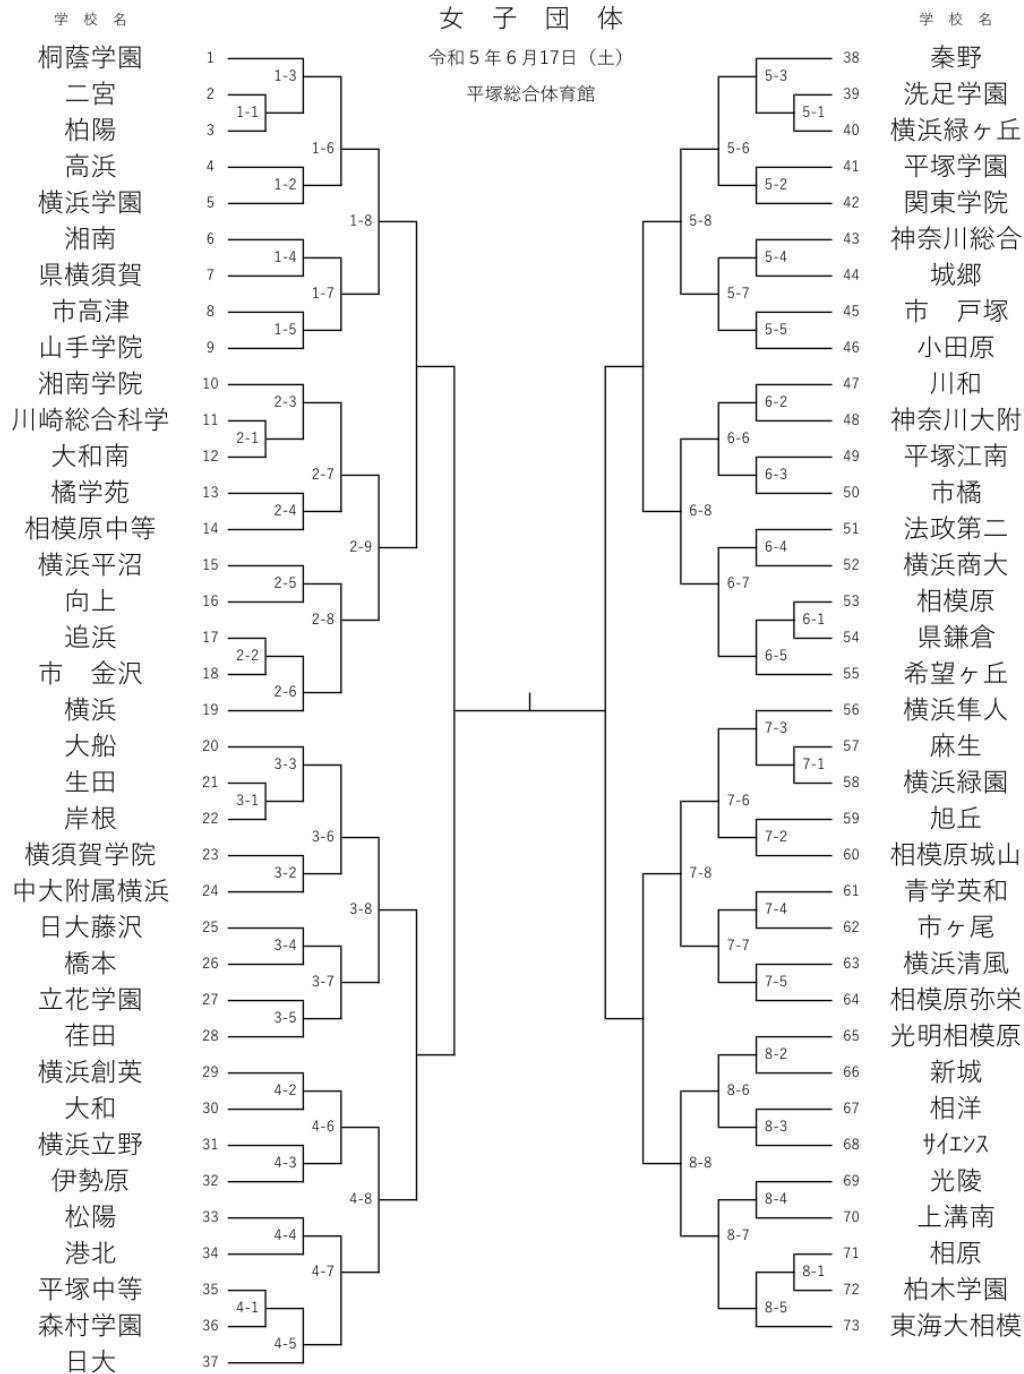 女子団体
令和5年6月17日（土）
平塚総合体育館
学校名
桐蔭学園 1
二宮 2
柏陽 3
高浜 4
横浜学園 5
湘南 6
県横須賀 7
市高津 8
山手学院 9
湘南学院 10
川崎総合科学 11
大和南 12
橘学苑 13
相模原中等 14
横浜平沼 15
向上 16
追浜 17
市　金沢 18
横浜 19
大船 20
生田 21
岸根 22
横須賀学院 23
中大附属横浜 24
日大藤沢 25
橋本 26
立花学園 27
荏田 28
横浜創英 29
大和 30
横浜立野 31
伊勢原 32
松陽 33
港北 34
平塚中等 35
森村学園 36
日大 37
1-3
1-1
1-6
1-2
1-8
1-4
1-7
1-5
2-3
2-1
2-7
2-4
2-9
2-5
2-8
2-2
2-6
3-3
3-1
3-6
3-2
3-8
3-4
3-7
3-5
4-2
4-6
4-3
4-8
4-4
4-7
4-1
4-5
学校名
38 秦野
39 洗足学園
40 横浜緑ヶ丘
41 平塚学園
42 関東学院
43 神奈川総合
44 城郷
45 市　戸塚
46 小田原
47 川和
48 神奈川大附
49 平塚江南
50 市橘
51 法政第二
52 横浜商大
53 相模原
54 県鎌倉
55 希望ヶ丘
56 横浜隼人
57 麻生
58 横浜緑園
59 旭丘
60 相模原城山
61 青学英和
62 市ヶ尾
63 横浜清風
64 相模原弥栄
65 光明相模原
66 新城
67 相洋
68 ｻｲｴﾝｽ
69 光陵
70 上溝南
71 相原
72 柏木学園
73 東海大相模
5-3
5-1
5-6
5-2
5-8
5-4
5-7
5-5
6-2
6-6
6-3
6-8
6-4
6-7
6-1
6-5
7-3
7-1
7-6
7-2
7-8
7-4
7-7
7-5
8-2
8-6
8-3
8-8
8-4
8-7
8-1
8-5